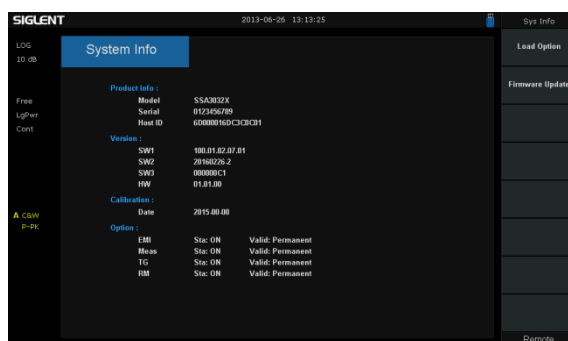 SIGLENT 2013-06-26 13:13:25 Sys Info
LOG
10 dB
System Info
Load Option
Firmware Update
Product info :
Model SSA3032X
Serial 0123456789
Host ID 6D000016DC3C0C01
Free
LgPwr
Cont
Version :
SW1 100.01.02.07.01
SW2 20160226-2
SW3 000000C1
HW 01.01.00
Calibration :
Date 2015-00-00
A C&W
P-PK
Option :
EMI Sta: ON Valid: Permanent
Meas Sta: ON Valid: Permanent
TG Sta: ON Valid: Permanent
RM Sta: ON Valid: Permanent
Remote